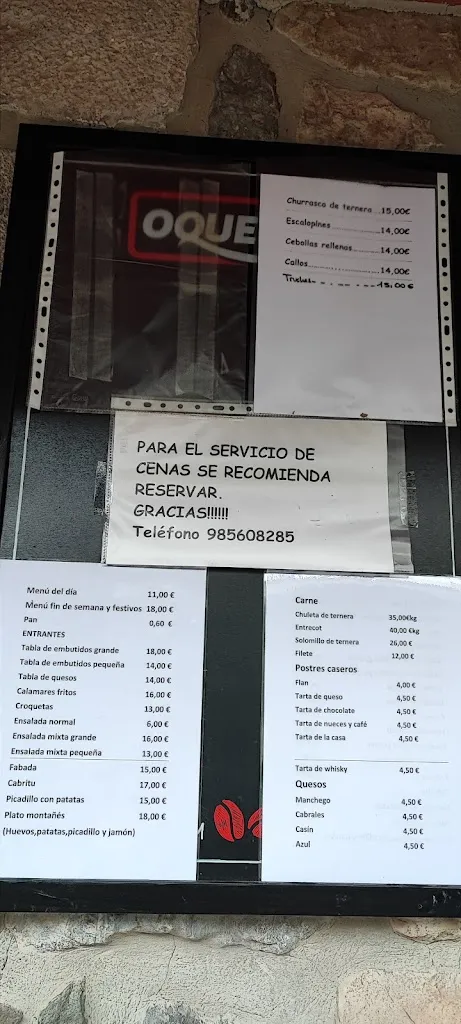 OQUE
Churrasco de ternera ..15,00€
Escalopines..................14,00€
Cebollas rellenas..........14,00€
Callos............................14,00€
15,00€
PARA EL SERVICIO DE
CENAS SE RECOMIENDA
RESERVAR.
GRACIAS!!!!!!
Teléfono 985608285
Menú del día 11,00 €
Menú fin de semana y festivos 18,00 €
Pan 0,60 €
ENTRANTES
Tabla de embutidos grande 18,00 €
Tabla de embutidos pequeña 14,00 €
Tabla de quesos 14,00 €
Calamares fritos 16,00 €
Croquetas 13,00 €
Ensalada normal 6,00 €
Ensalada mixta grande 16,00 €
Ensalada mixta pequeña 13,00 €
Fabada 15,00 €
Cabritu 17,00 €
Picadillo con patatas 15,00 €
Plato montañés 18,00 €
(Huevos,patatas,picadillo y jamón)
Carne
Chuleta de ternera 35,00€kg
Entrecot 40,00 €kg
Solomillo de ternera 26,00 €
Filete 12,00 €
Postres caseros
Flan 4,00 €
Tarta de queso 4,50 €
Tarta de chocolate 4,50 €
Tarta de nueces y café 4,50 €
Tarta de la casa 4,50 €
Tarta de whisky 4,50 €
Quesos
Manchego 4,50 €
Cabrales 4,50 €
Casín 4,50 €
Azul 4,50 €